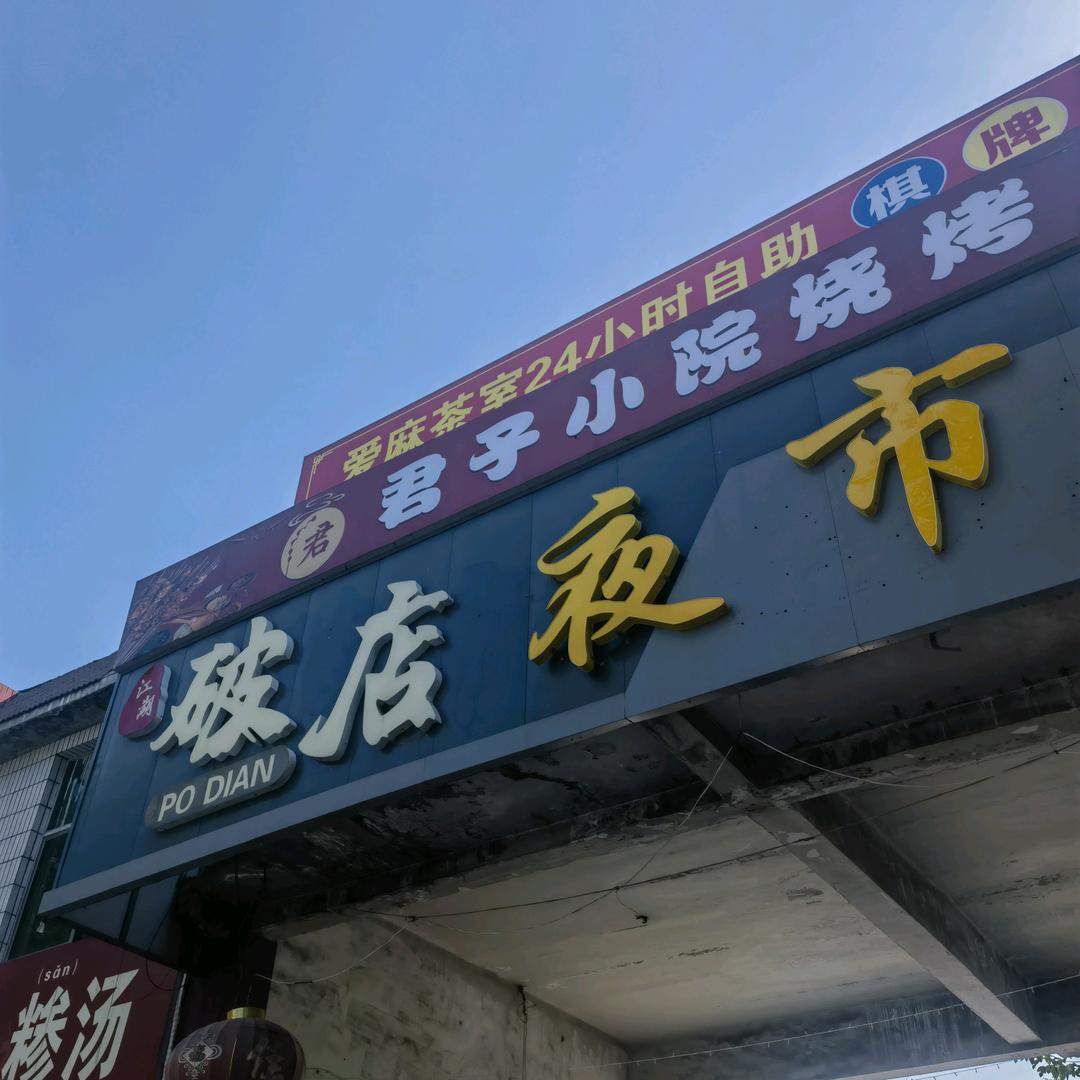 爱麻茶室24小时自助 棋牌
君 君子小院烧烤
江湖 破店 夜市
PO DIAN
(sǎn)
糁汤